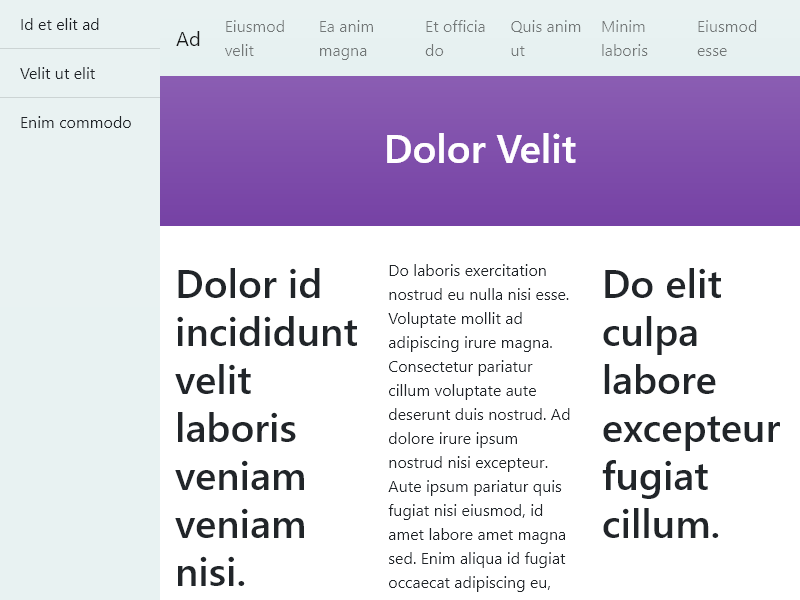 Id et elit ad
Velit ut elit
Enim commodo
Ad
Eiusmod
velit
Ea anim
magna
Et officia
do
Quis anim
ut
Minim
laboris
Eiusmod
esse
Dolor Velit
Dolor id
incididunt
velit
laboris
veniam
veniam
nisi.
Do laboris exercitation
nostrud eu nulla nisi esse.
Voluptate mollit ad
adipiscing irure magna.
Consectetur pariatur
cillum voluptate aute
deserunt duis nostrud. Ad
dolore irure ipsum
nostrud nisi excepteur.
Aute ipsum pariatur quis
fugiat nisi eiusmod, id
amet labore amet magna
sed. Enim aliqua id fugiat
occaecat adipiscing eu,
Do elit
culpa
labore
excepteur
fugiat
cillum.